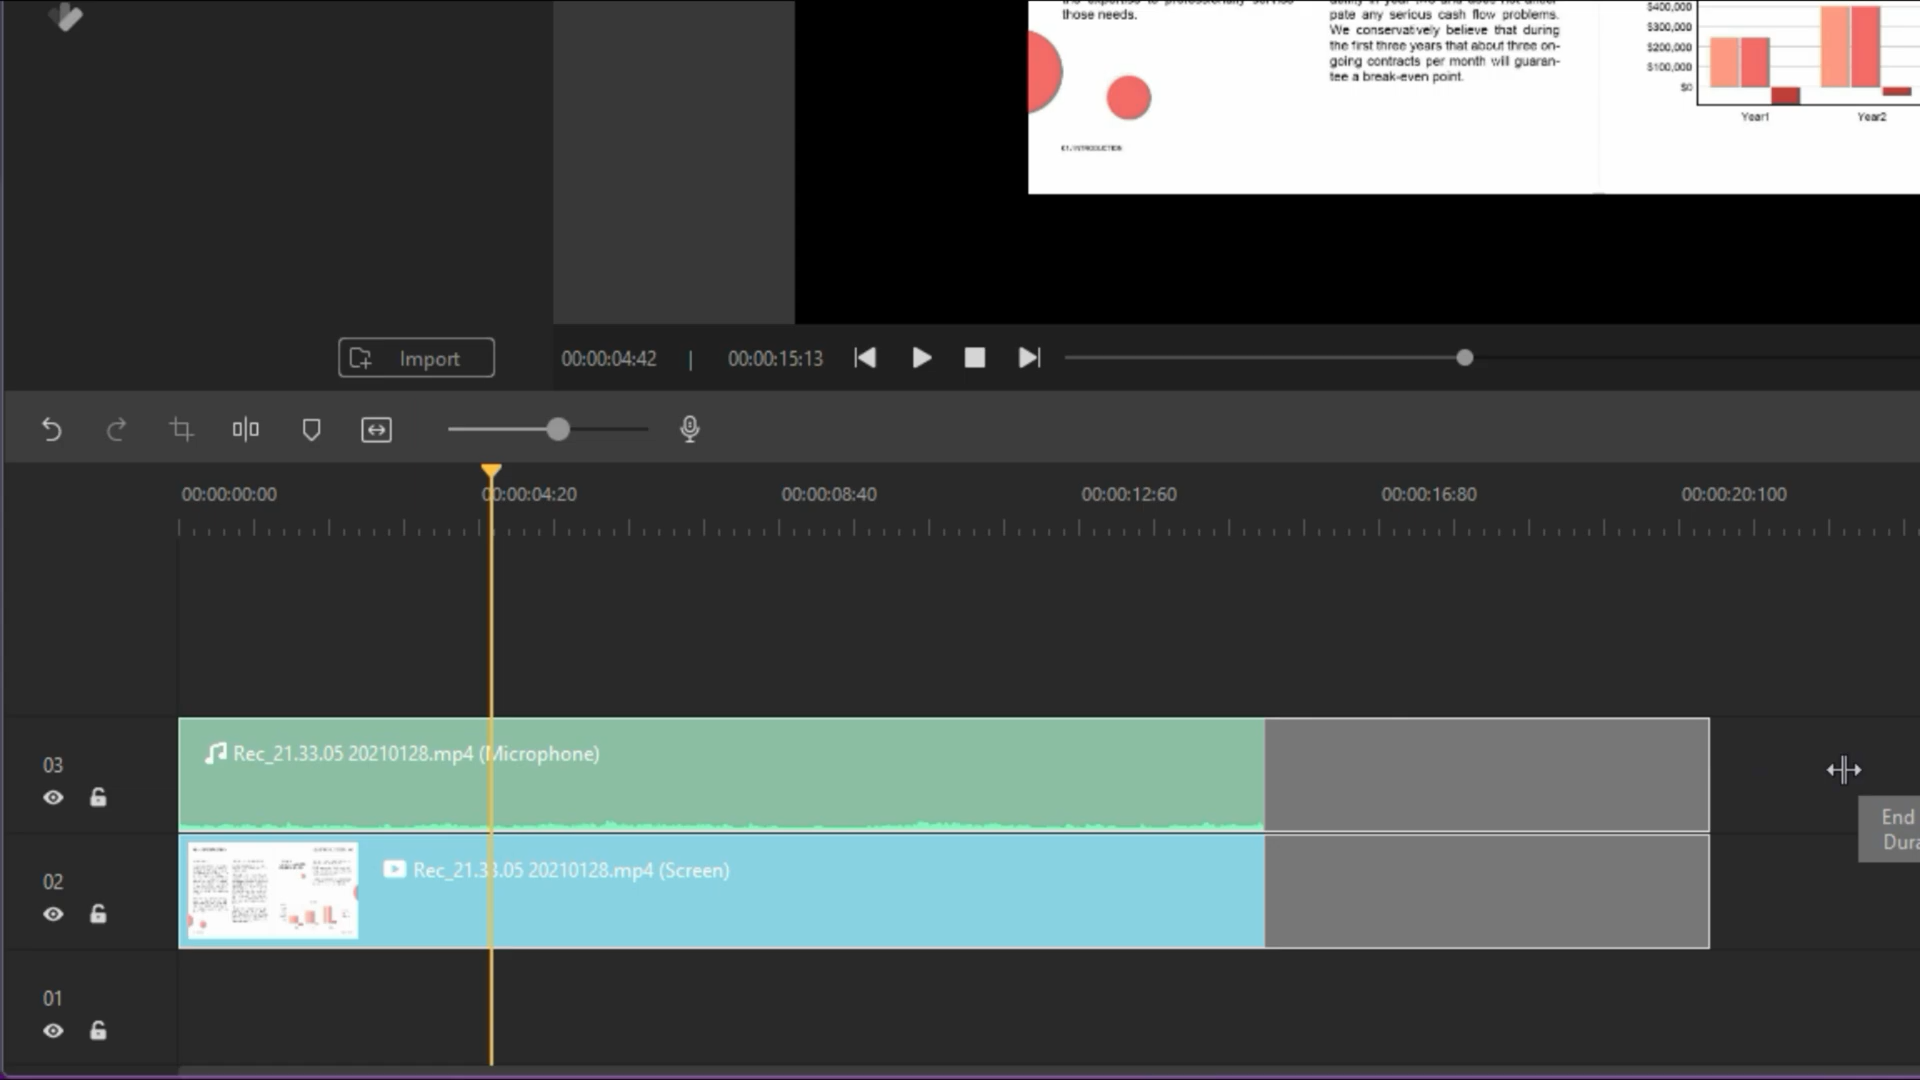 those needs.
pate any serious cash flow problems.
We conservatively believe that during
the first three years that about three on-
going contracts per month will guaran-
tee a break-even point.
$400,000
$300,000
$200,000
$100,000
$0
Year1
Year2
Import
00:00:04:42 | 00:00:15:13
00:00:00:00
00:00:04:20
00:00:08:40
00:00:12:60
00:00:16:80
00:00:20:100
03
Rec_21.33.05 20210128.mp4 (Microphone)
End
02
Rec_21.33.05 20210128.mp4 (Screen)
01